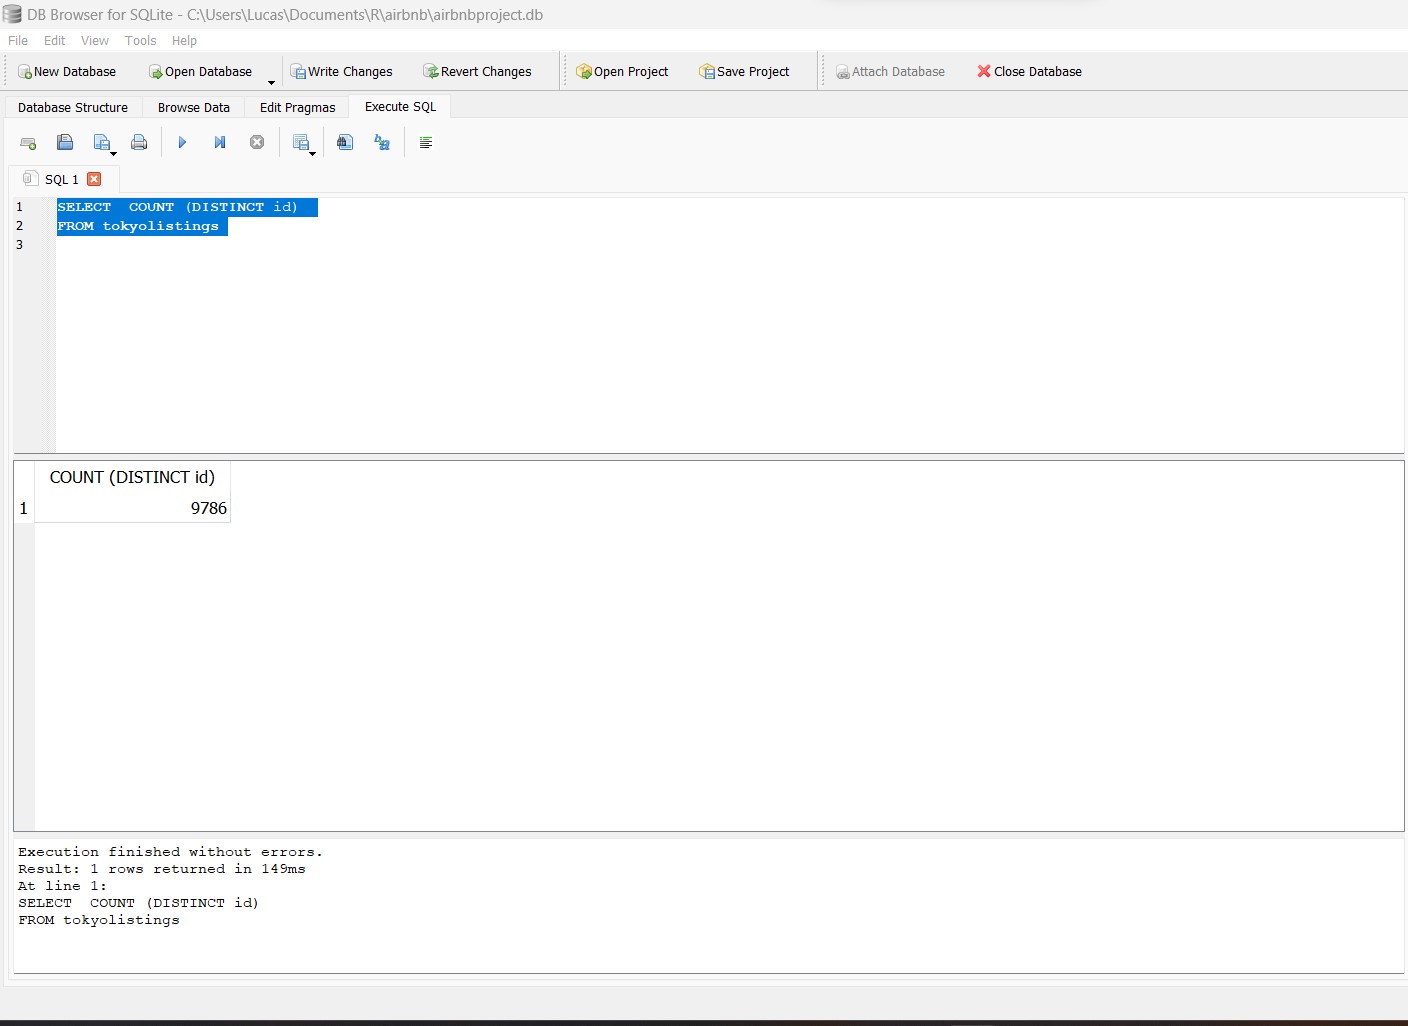 DB Browser for SQLite - C:\Users\Lucas\Documents\R\airbnb\airbnbproject.db
File Edit View Tools Help
New Database Open Database Write Changes Revert Changes Open Project Save Project Attach Database Close Database
Database Structure Browse Data Edit Pragmas Execute SQL
SQL 1
1 SELECT  COUNT (DISTINCT id)
2 FROM tokyolistings
3
COUNT (DISTINCT id)
1 9786
Execution finished without errors.
Result: 1 rows returned in 149ms
At line 1:
SELECT  COUNT (DISTINCT id)
FROM tokyolistings